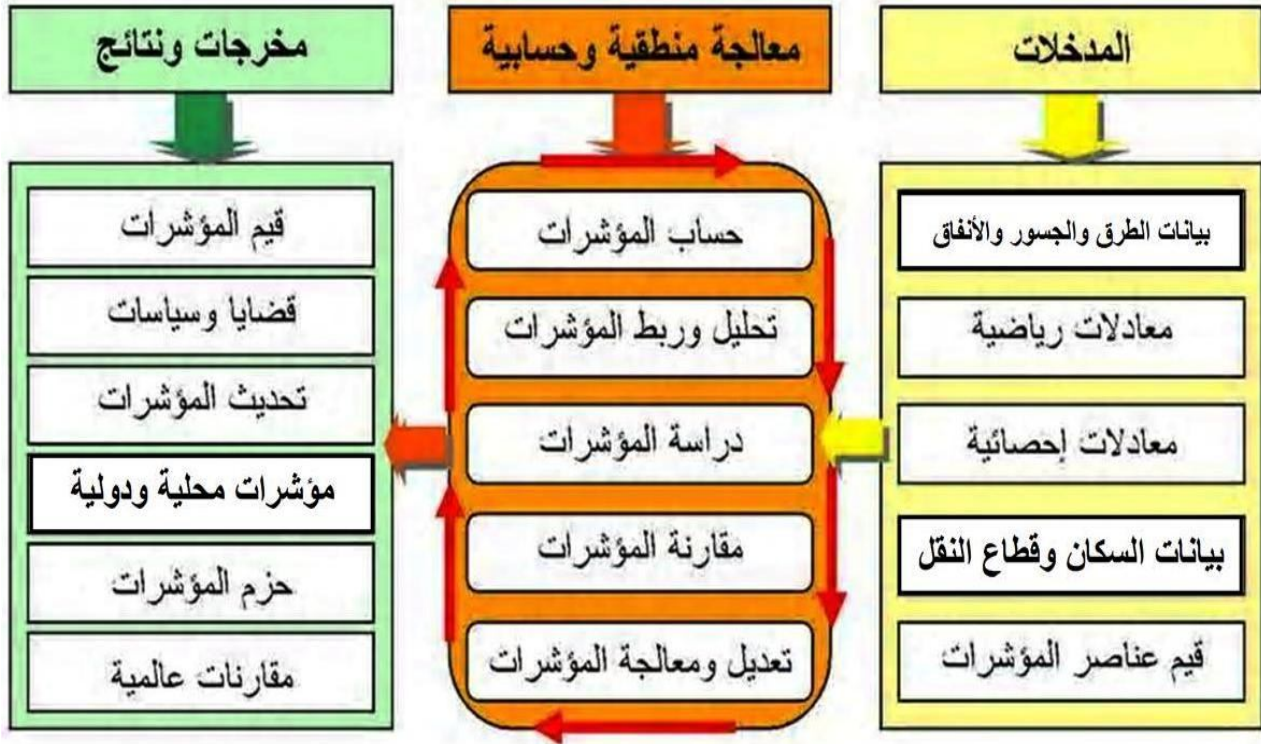 المدخلات
بيانات الطرق والجسور والأنفاق
معادلات رياضية
معادلات إحصائية
بيانات السكان وقطاع النقل
قيم عناصر المؤشرات
معالجة منطقية وحسابية
حساب المؤشرات
تحليل وربط المؤشرات
دراسة المؤشرات
مقارنة المؤشرات
تعديل ومعالجة المؤشرات
مخرجات ونتائج
قيم المؤشرات
قضايا وسياسات
تحديث المؤشرات
مؤشرات محلية ودولية
حزم المؤشرات
مقارنات عالمية